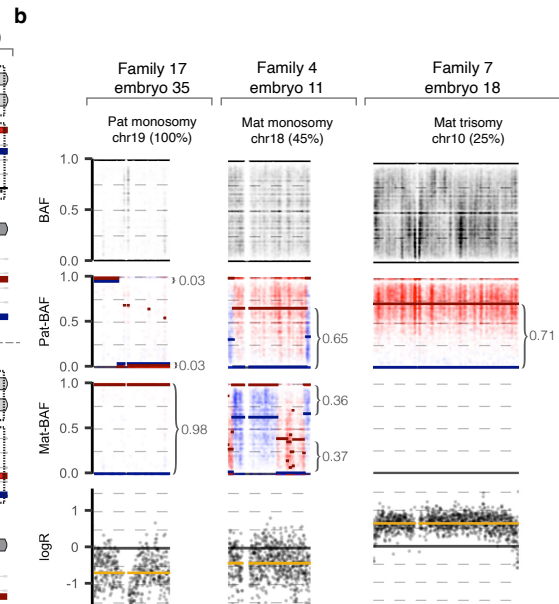 b
Family 17
embryo 35
Family 4
embryo 11
Family 7
embryo 18
Pat monosomy
chr19 (100%)
Mat monosomy
chr18 (45%)
Mat trisomy
chr10 (25%)
BAF
1.0
0.5
0.0
Pat-BAF
1.0
0.5
0.0
0.03
0.03
0.65
0.71
Mat-BAF
1.0
0.5
0.0
0.98
0.36
0.37
logR
1
0
-1